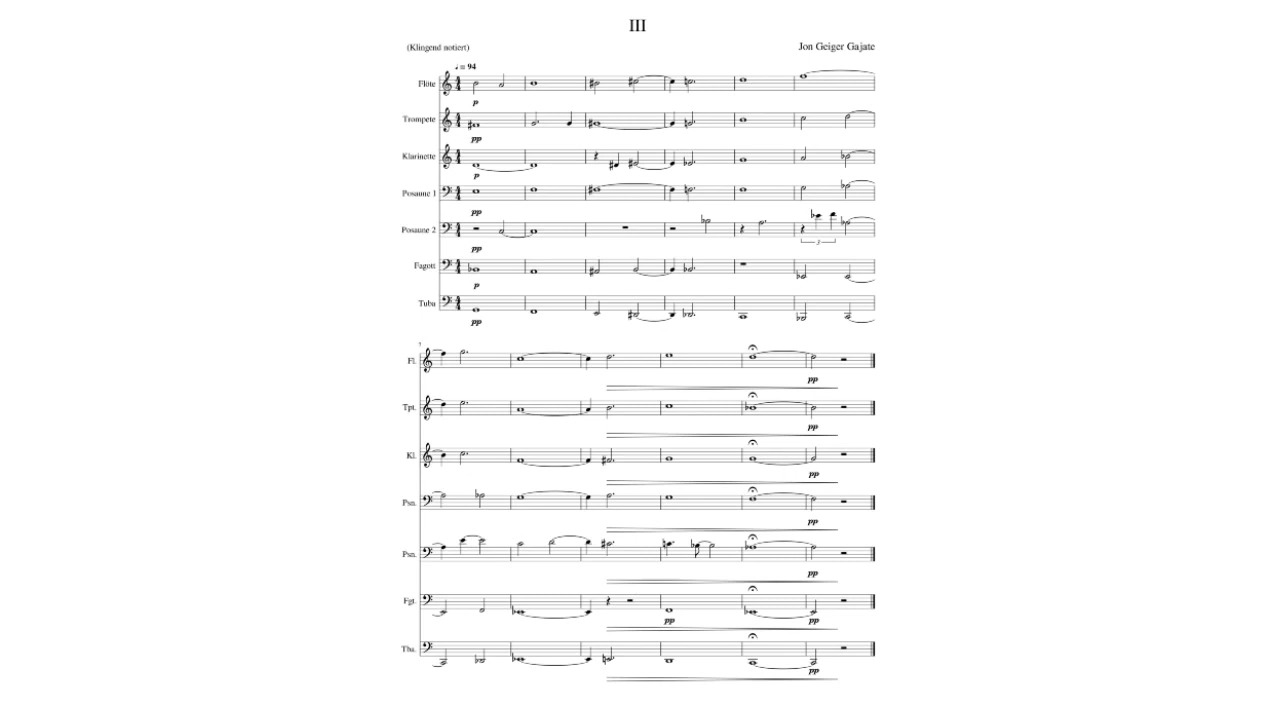 III
(Klingend notiert)
Jon Geiger Gajate
♩ = 94
Flöte
p
Trompete
pp
Klarinette
p
Posaune 1
pp
Posaune 2
3
pp
Fagott
p
Tuba
pp
7
Fl.
pp
Tpt.
pp
Kl.
pp
Psn.
pp
Psn.
pp
Fgt.
pp pp
Tba.
pp